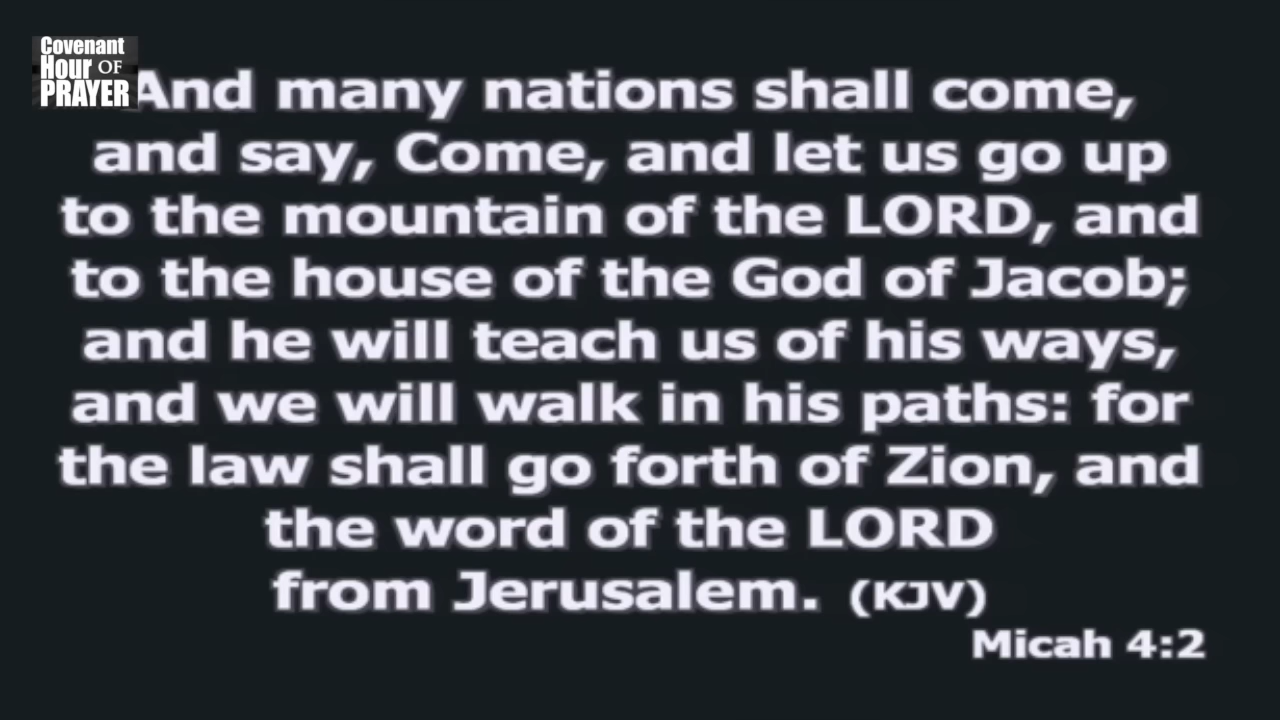 Covenant
Hour OF
PRAYER
And many nations shall come,
and say, Come, and let us go up
to the mountain of the LORD, and
to the house of the God of Jacob;
and he will teach us of his ways,
and we will walk in his paths: for
the law shall go forth of Zion, and
the word of the LORD
from Jerusalem. (KJV)
Micah 4:2